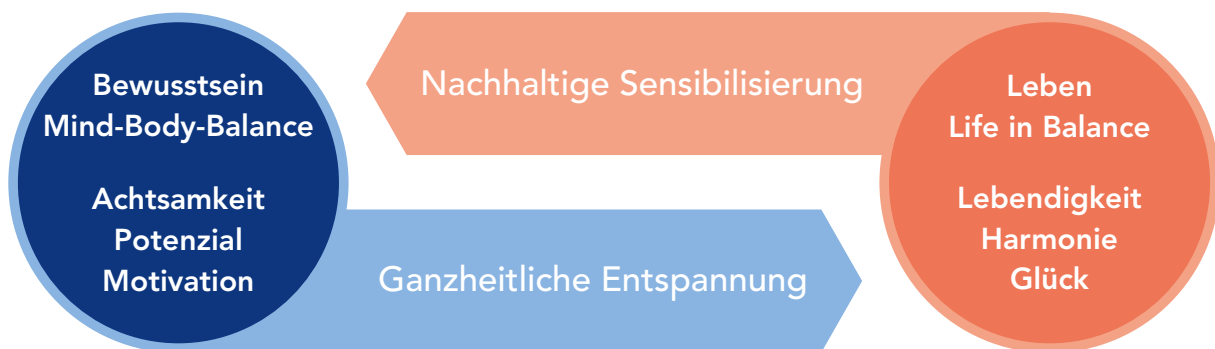 Bewusstsein
Mind-Body-Balance
Achtsamkeit
Potenzial
Motivation
Nachhaltige Sensibilisierung
Ganzheitliche Entspannung
Leben
Life in Balance
Lebendigkeit
Harmonie
Glück